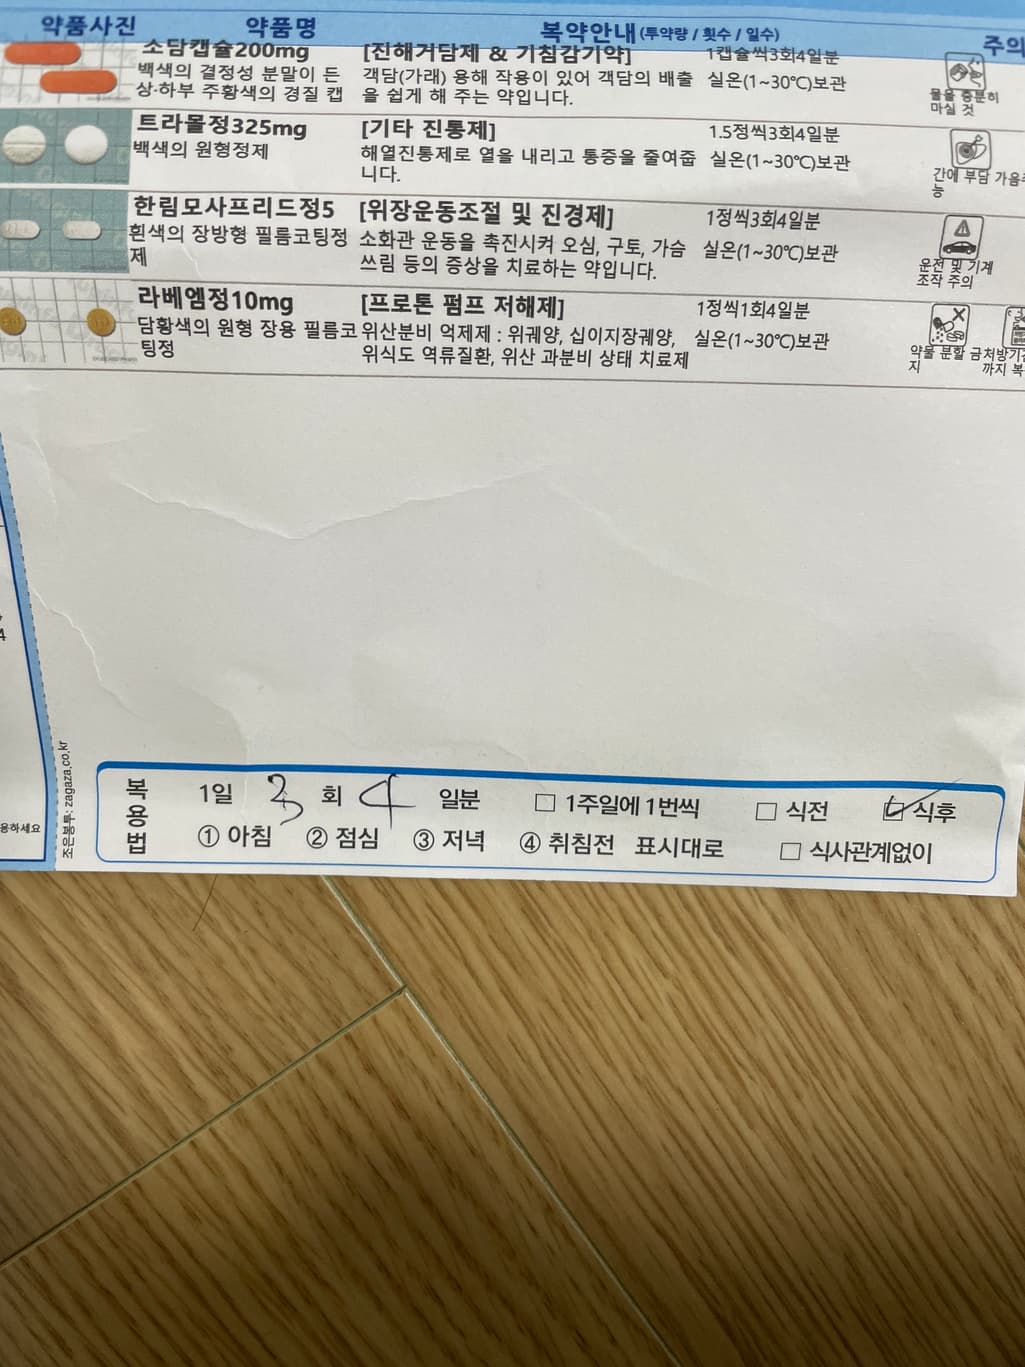 약품사진 약품명 복약안내(투약량 / 횟수 / 일수) 주의
소담캡슐200mg [진해거담제 & 기침감기약] 1캡슐씩3회4일분
백색의 결정성 분말이 든 객담(가래) 용해 작용이 있어 객담의 배출 실온(1~30℃)보관
상·하부 주황색의 경질 캡 을 쉽게 해 주는 약입니다.
물을 충분히
마실 것
트라몰정325mg [기타 진통제] 1.5정씩3회4일분
백색의 원형정제 해열진통제로 열을 내리고 통증을 줄여줍 실온(1~30℃)보관
니다.
간에 부담 가음주
능
한림모사프리드정5 [위장운동조절 및 진경제] 1정씩3회4일분
흰색의 장방형 필름코팅정 소화관 운동을 촉진시켜 오심, 구토, 가슴 실온(1~30℃)보관
제 쓰림 등의 증상을 치료하는 약입니다.
운전 및 기계
조작 주의
라베엠정10mg [프로톤 펌프 저해제] 1정씩1회4일분
담황색의 원형 장용 필름코 위산분비 억제제 : 위궤양, 십이지장궤양, 실온(1~30℃)보관
팅정 위식도 역류질환, 위산 과분비 상태 치료제
약물 분할 금처방기간
지 까지 복
4
용하세요
조은봉투: zagaza.co.kr
복용법
1일 3 회 4 일분 □ 1주일에 1번씩 □ 식전 ☑ 식후
① 아침 ② 점심 ③ 저녁 ④ 취침전 표시대로 □ 식사관계없이